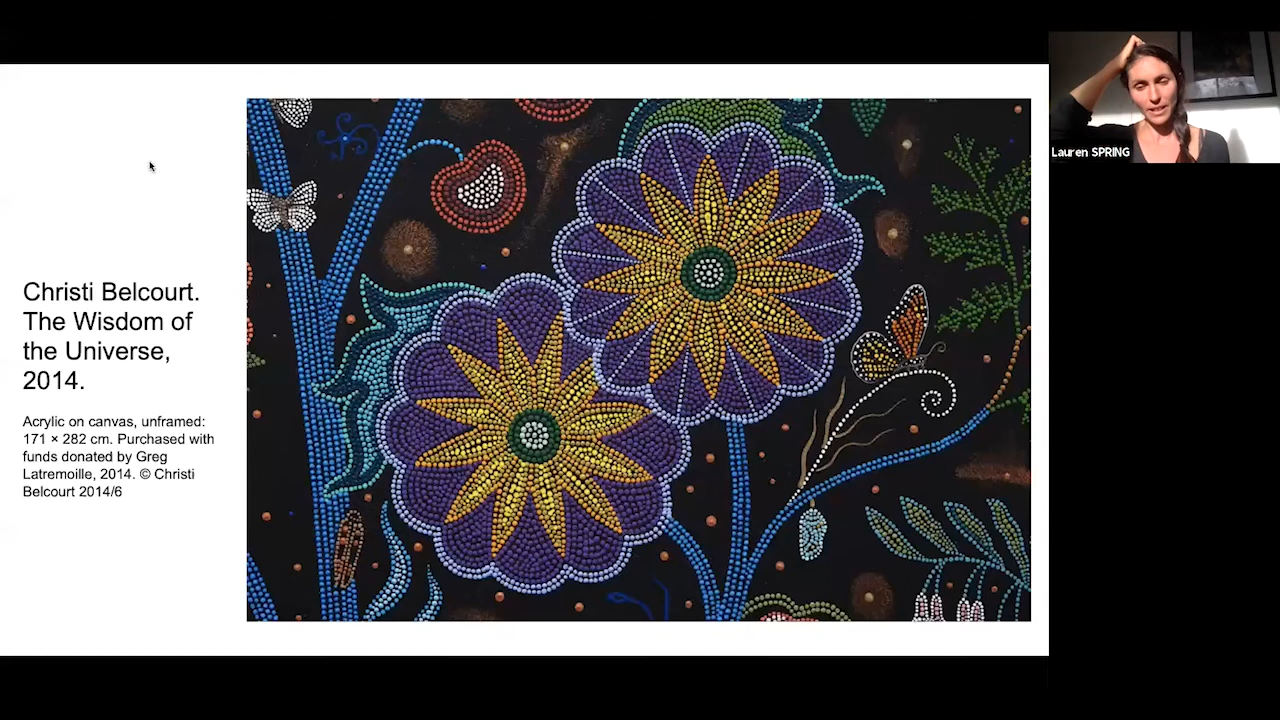 Christi Belcourt.
The Wisdom of
the Universe,
2014.
Acrylic on canvas, unframed:
171 × 282 cm. Purchased with
funds donated by Greg
Latremoille, 2014. © Christi
Belcourt 2014/6
Lauren SPRING